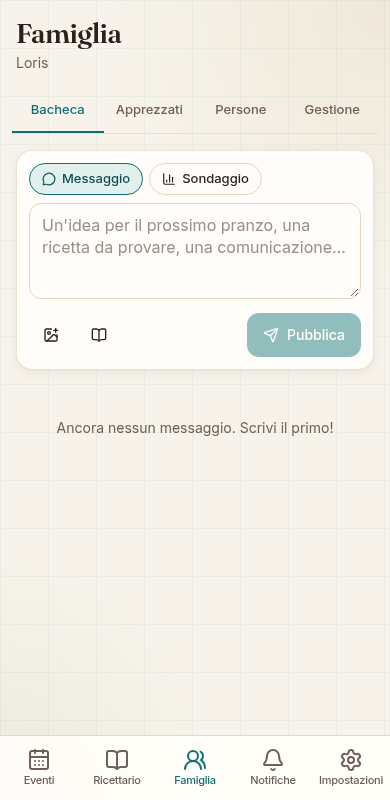 Famiglia
Loris
Bacheca
Apprezzati
Persone
Gestione
Messaggio
Sondaggio
Un'idea per il prossimo pranzo, una
ricetta da provare, una comunicazione...
Pubblica
Ancora nessun messaggio. Scrivi il primo!
Eventi
Ricettario
Famiglia
Notifiche
Impostazioni